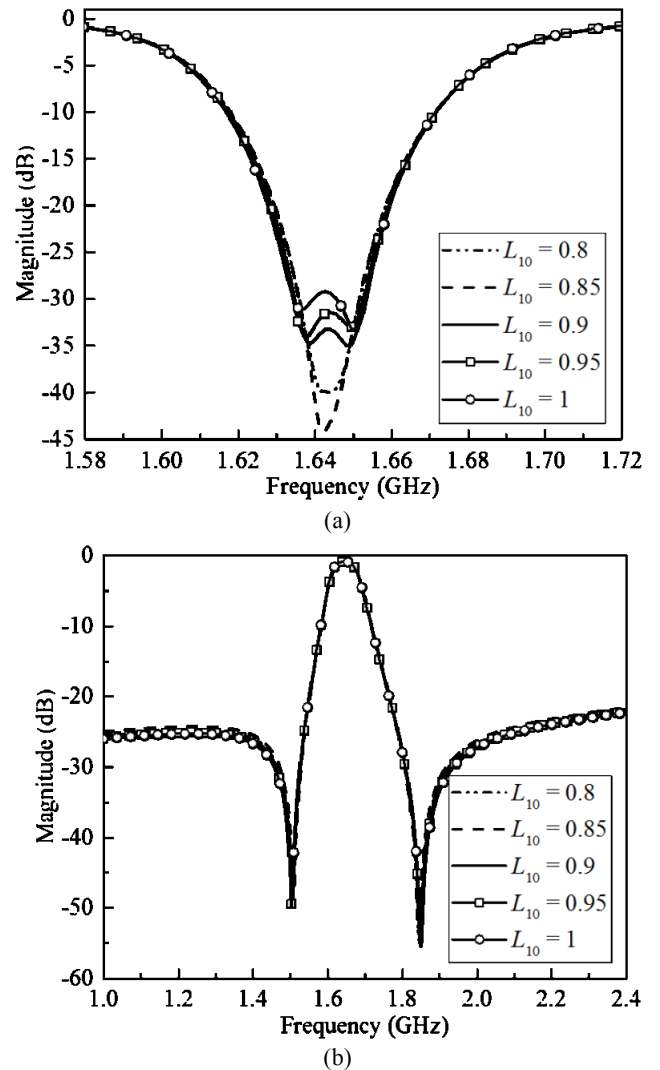 0
-5
-10
-15
-20
-25
-30
-35
-40
-45
Magnitude (dB)
L10 = 0.8
L10 = 0.85
L10 = 0.9
L10 = 0.95
L10 = 1
1.58 1.60 1.62 1.64 1.66 1.68 1.70 1.72
Frequency (GHz)
(a)
0
-10
-20
-30
-40
-50
-60
Magnitude (dB)
L10 = 0.8
L10 = 0.85
L10 = 0.9
L10 = 0.95
L10 = 1
1.0 1.2 1.4 1.6 1.8 2.0 2.2 2.4
Frequency (GHz)
(b)